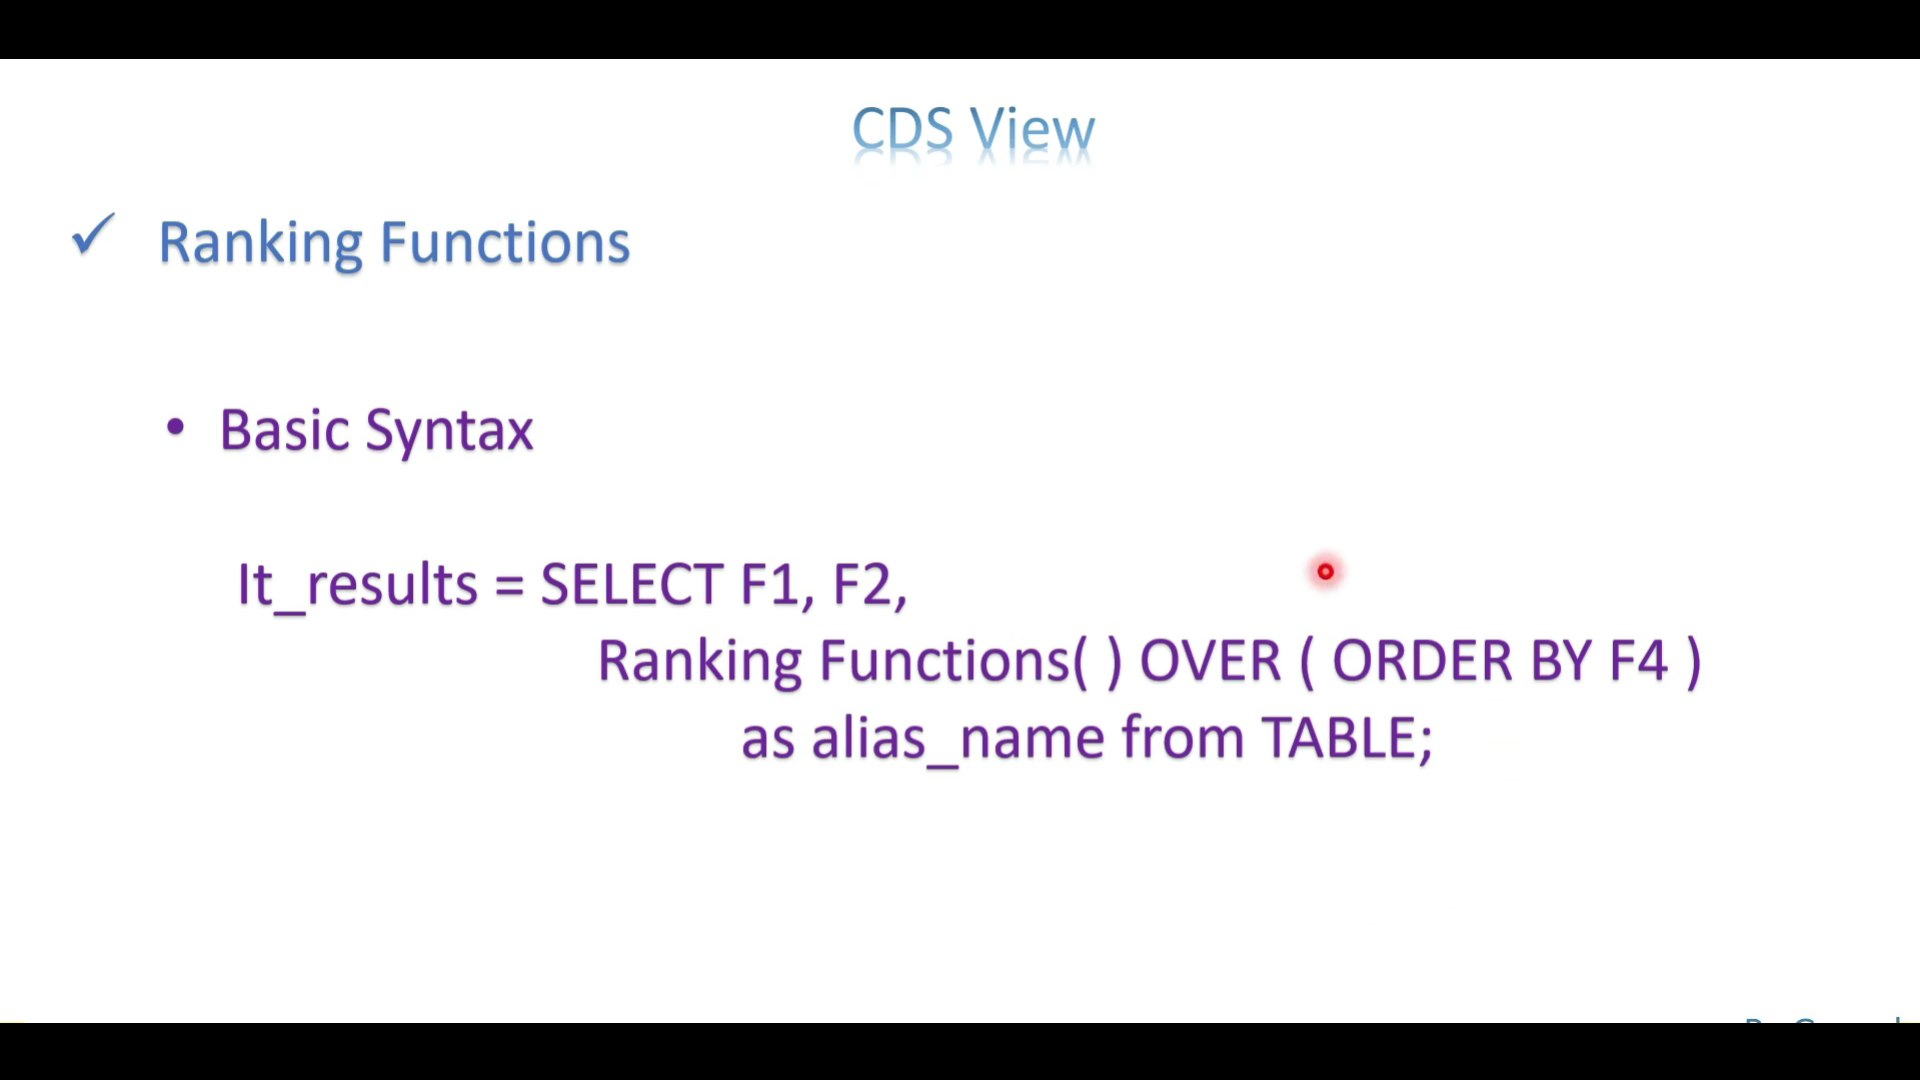 CDS View
✓ Ranking Functions
• Basic Syntax
It_results = SELECT F1, F2,
Ranking Functions( ) OVER ( ORDER BY F4 )
as alias_name from TABLE;